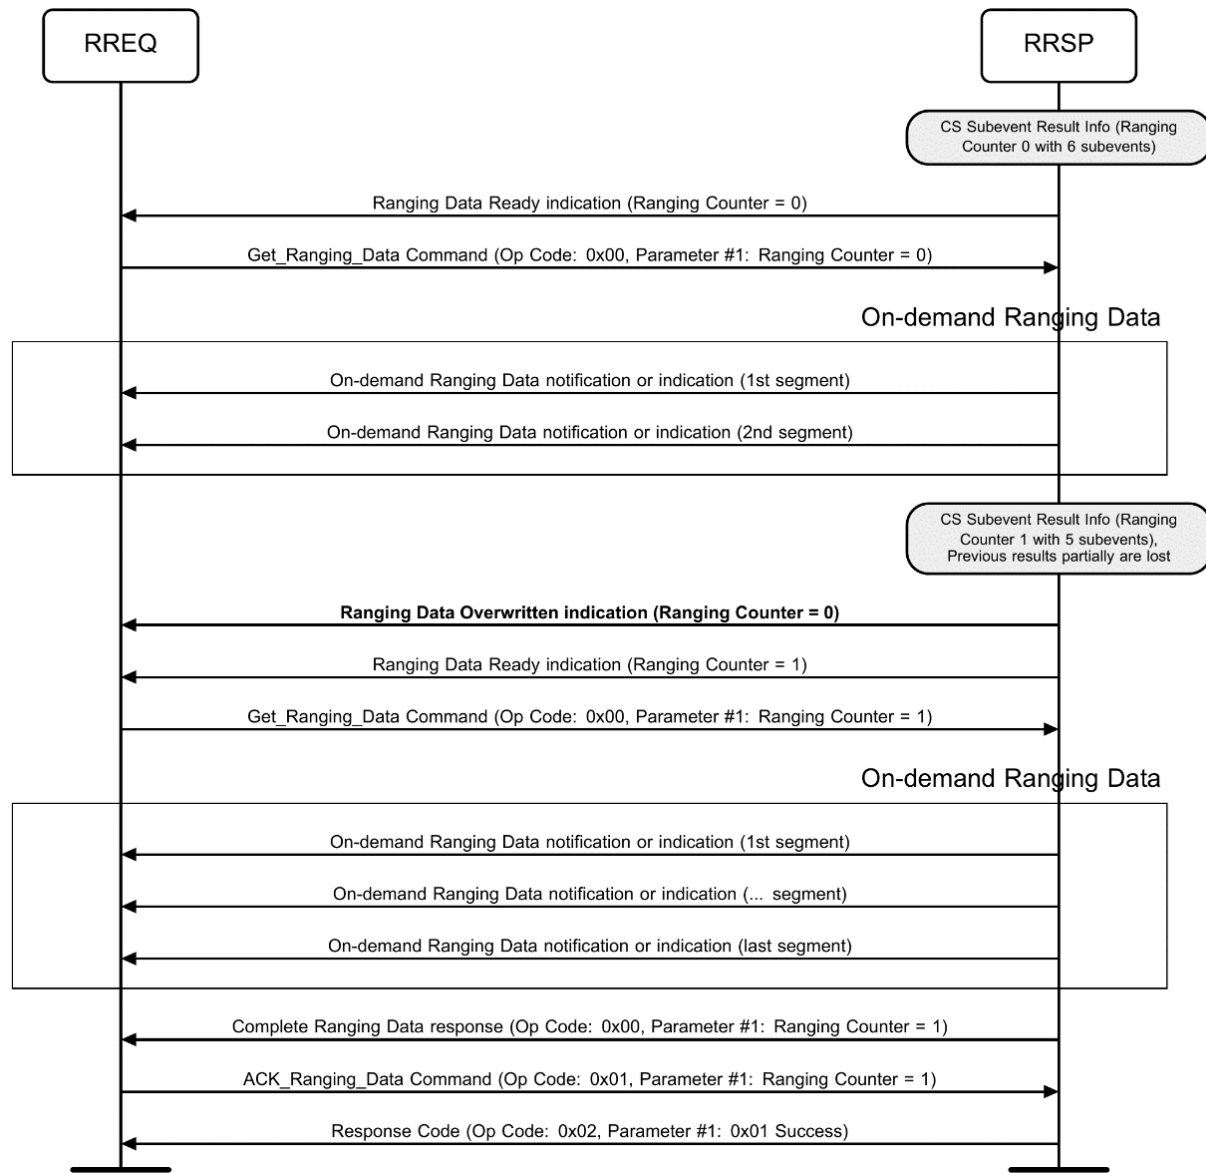 RREQ
RRSP
CS Subevent Result Info (Ranging
Counter 0 with 6 subevents)
Ranging Data Ready indication (Ranging Counter = 0)
Get_Ranging_Data Command (Op Code: 0x00, Parameter #1: Ranging Counter = 0)
On-demand Ranging Data
On-demand Ranging Data notification or indication (1st segment)
On-demand Ranging Data notification or indication (2nd segment)
CS Subevent Result Info (Ranging
Counter 1 with 5 subevents),
Previous results partially are lost
Ranging Data Overwritten indication (Ranging Counter = 0)
Ranging Data Ready indication (Ranging Counter = 1)
Get_Ranging_Data Command (Op Code: 0x00, Parameter #1: Ranging Counter = 1)
On-demand Ranging Data
On-demand Ranging Data notification or indication (1st segment)
On-demand Ranging Data notification or indication (... segment)
On-demand Ranging Data notification or indication (last segment)
Complete Ranging Data response (Op Code: 0x00, Parameter #1: Ranging Counter = 1)
ACK_Ranging_Data Command (Op Code: 0x01, Parameter #1: Ranging Counter = 1)
Response Code (Op Code: 0x02, Parameter #1: 0x01 Success)